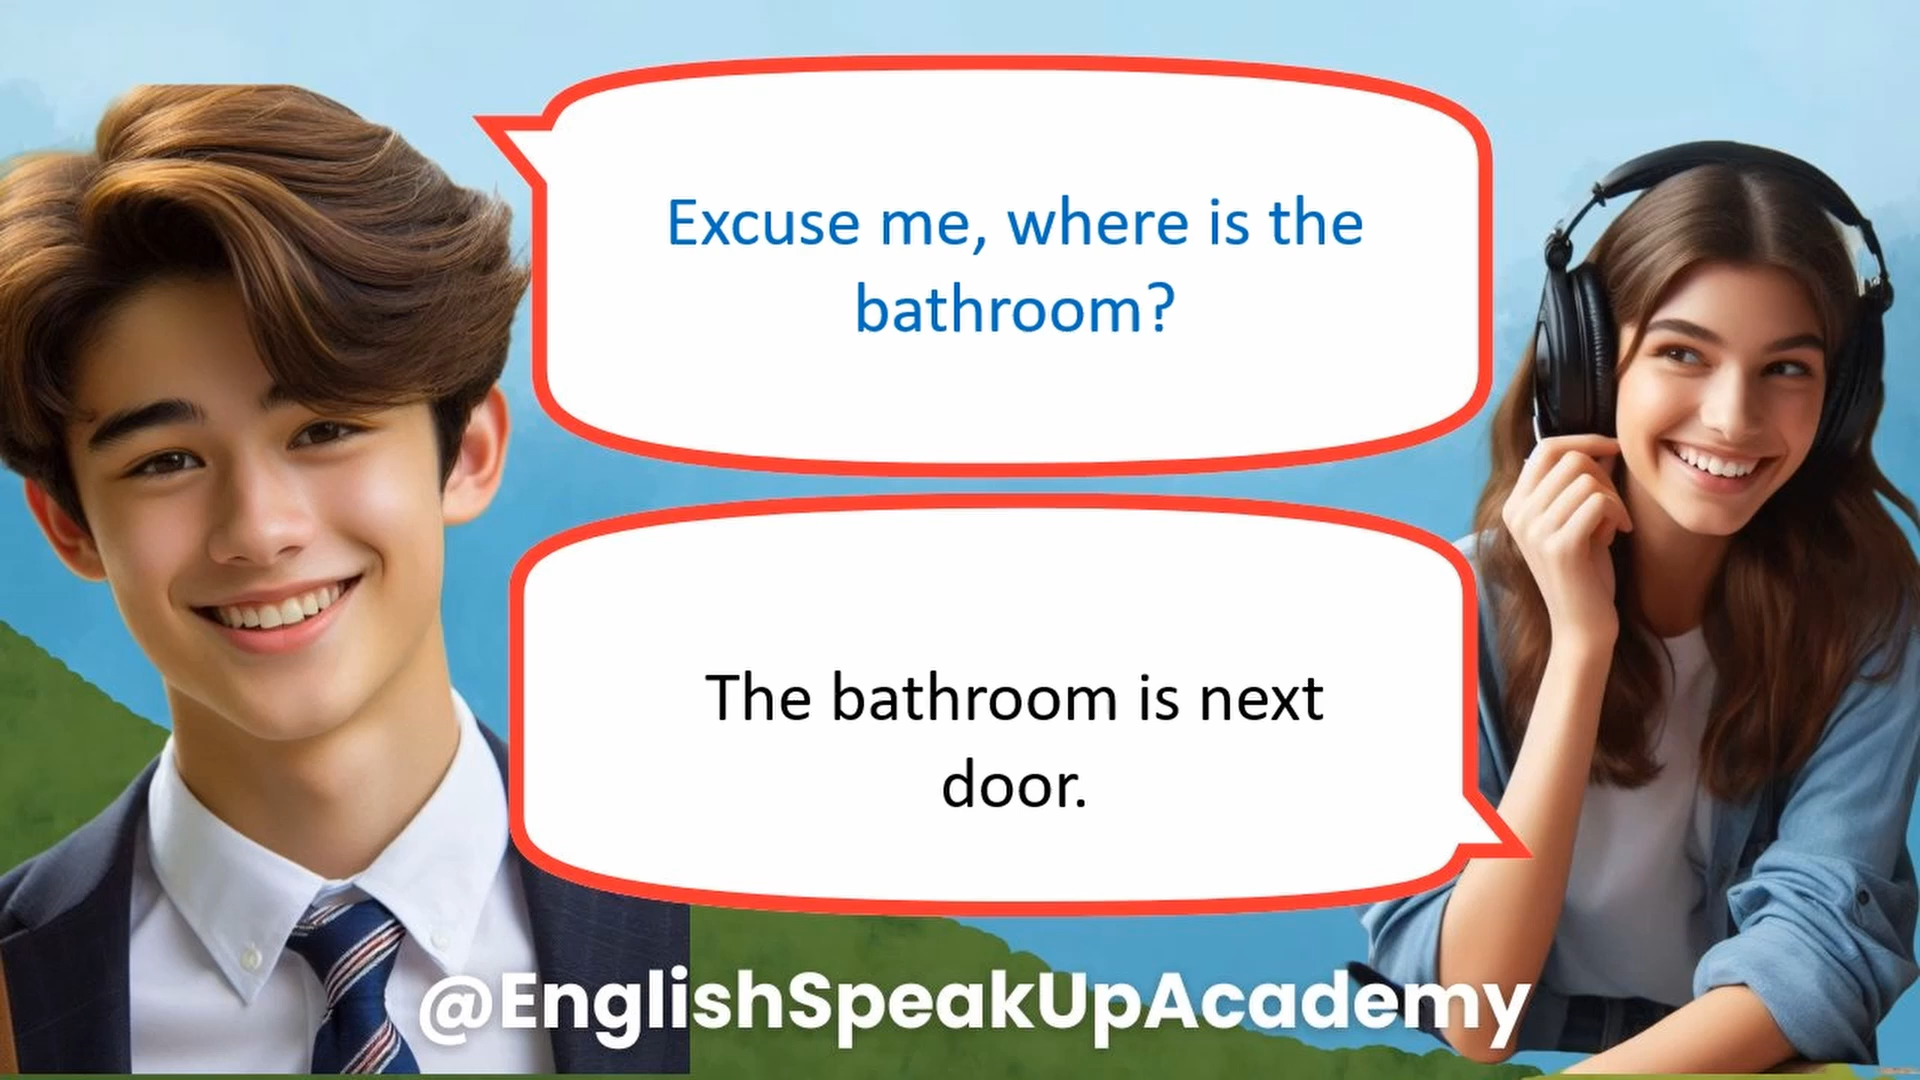 Excuse me, where is the
bathroom?
The bathroom is next
door.
@EnglishSpeakUpAcademy